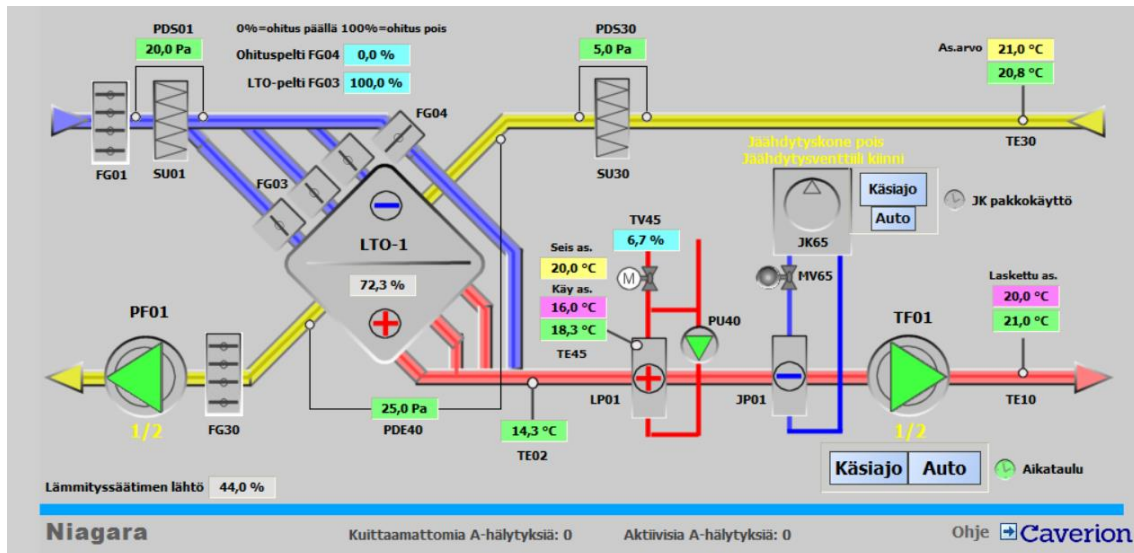 PDS01
20,0 Pa
0%=ohitus päällä 100%=ohitus pois
Ohituspelti FG04 0,0 %
LTO-pelti FG03 100,0 %
PDS30
5,0 Pa
As.arvo 21,0 °C
20,8 °C
TE30
FG04
FG01
SU01
FG03
SU30
Jäähdytyskone pois
Jäähdytysventtiili kiinni
Käsiajo
Auto
JK pakkokäyttö
JK65
LTO-1
72,3 %
TV45
6,7 %
Seis as.
20,0 °C
M
Käy as.
16,0 °C
18,3 °C
TE45
MV65
PU40
Laskettu as.
20,0 °C
21,0 °C
PF01
TF01
LP01
JP01
TE10
1/2
FG30
25,0 Pa
PDE40
14,3 °C
TE02
1/2
Käsiajo Auto
Aikataulu
Lämmityssäätimen lähtö 44,0 %
Niagara
Kuittaamattomia A-hälytyksiä: 0
Aktiivisia A-hälytyksiä: 0
Ohje
Caverion